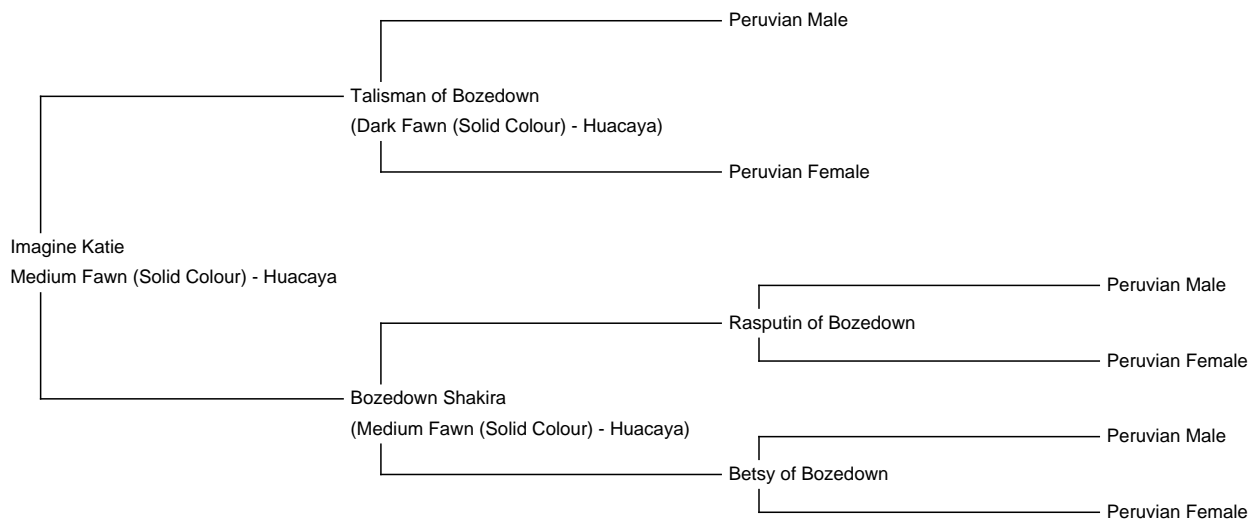 Peruvian Male
Talisman of Bozedown
(Dark Fawn (Solid Colour) - Huacaya)
Peruvian Female
Imagine Katie
Medium Fawn (Solid Colour) - Huacaya
Peruvian Male
Rasputin of Bozedown
Peruvian Female
Bozedown Shakira
(Medium Fawn (Solid Colour) - Huacaya)
Peruvian Male
Betsy of Bozedown
Peruvian Female